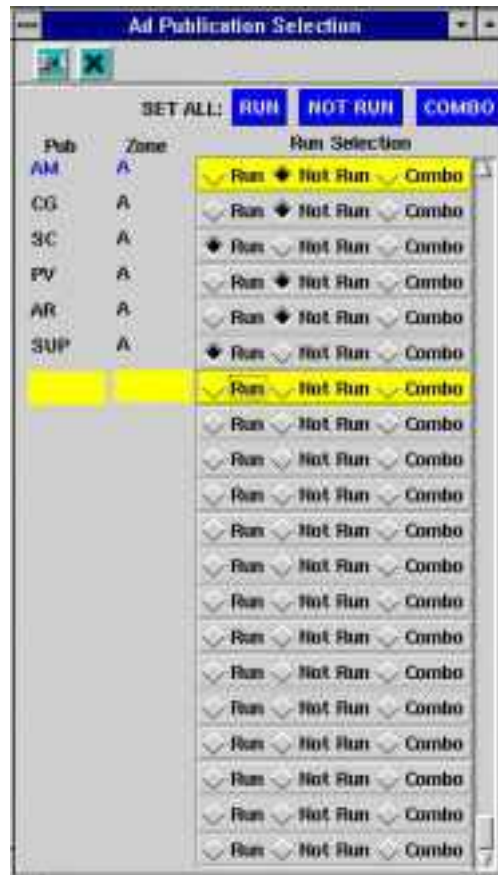 Ad Publication Selection
SET ALL: RUN NOT RUN COMBO
Pub Zone Run Selection
AM A Run Not Run Combo
CG A Run Not Run Combo
SC A Run Not Run Combo
PV A Run Not Run Combo
AR A Run Not Run Combo
SUP A Run Not Run Combo
Run Not Run Combo
Run Not Run Combo
Run Not Run Combo
Run Not Run Combo
Run Not Run Combo
Run Not Run Combo
Run Not Run Combo
Run Not Run Combo
Run Not Run Combo
Run Not Run Combo
Run Not Run Combo
Run Not Run Combo
Run Not Run Combo
Run Not Run Combo